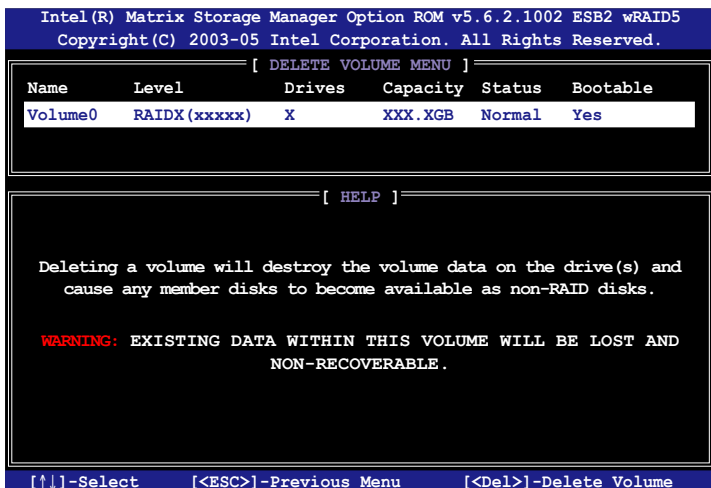 Intel(R) Matrix Storage Manager Option ROM v5.6.2.1002 ESB2 wRAID5
Copyright(C) 2003-05 Intel Corporation. All Rights Reserved.
[ DELETE VOLUME MENU ]
Name Level Drives Capacity Status Bootable
Volume0 RAIDX(xxxxx) X XXX.XGB Normal Yes
[ HELP ]
Deleting a volume will destroy the volume data on the drive(s) and
cause any member disks to become available as non-RAID disks.
WARNING: EXISTING DATA WITHIN THIS VOLUME WILL BE LOST AND
NON-RECOVERABLE.
[↑↓]-Select [<ESC>]-Previous Menu [<Del>]-Delete Volume